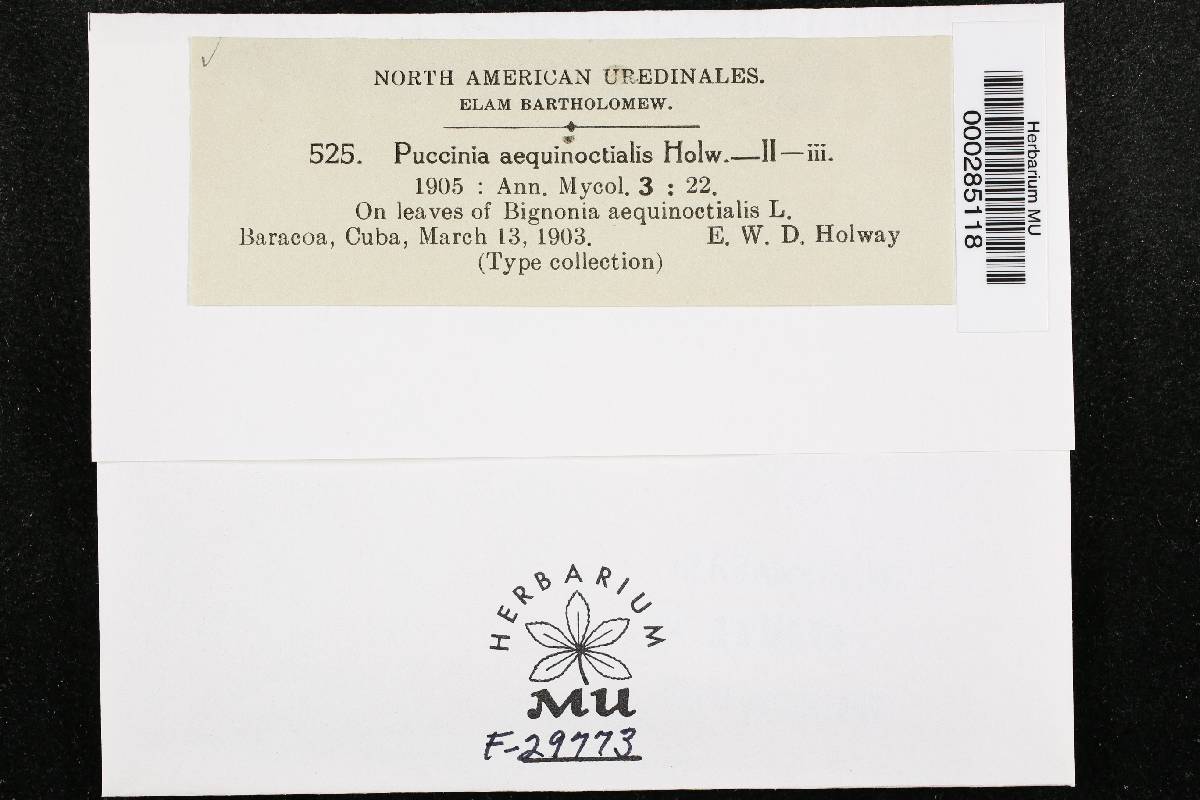 NORTH AMERICAN UREDINALES.
ELAM BARTHOLOMEW.
525. Puccinia aequinoctialis Holw.—II—iii.
1905 : Ann. Mycol. 3 : 22.
On leaves of Bignonia aequinoctialis L.
Baracoa, Cuba, March 13, 1903. E. W. D. Holway
(Type collection)
Herbarium MU
000285118
HERBARIUM
MU
F-29773